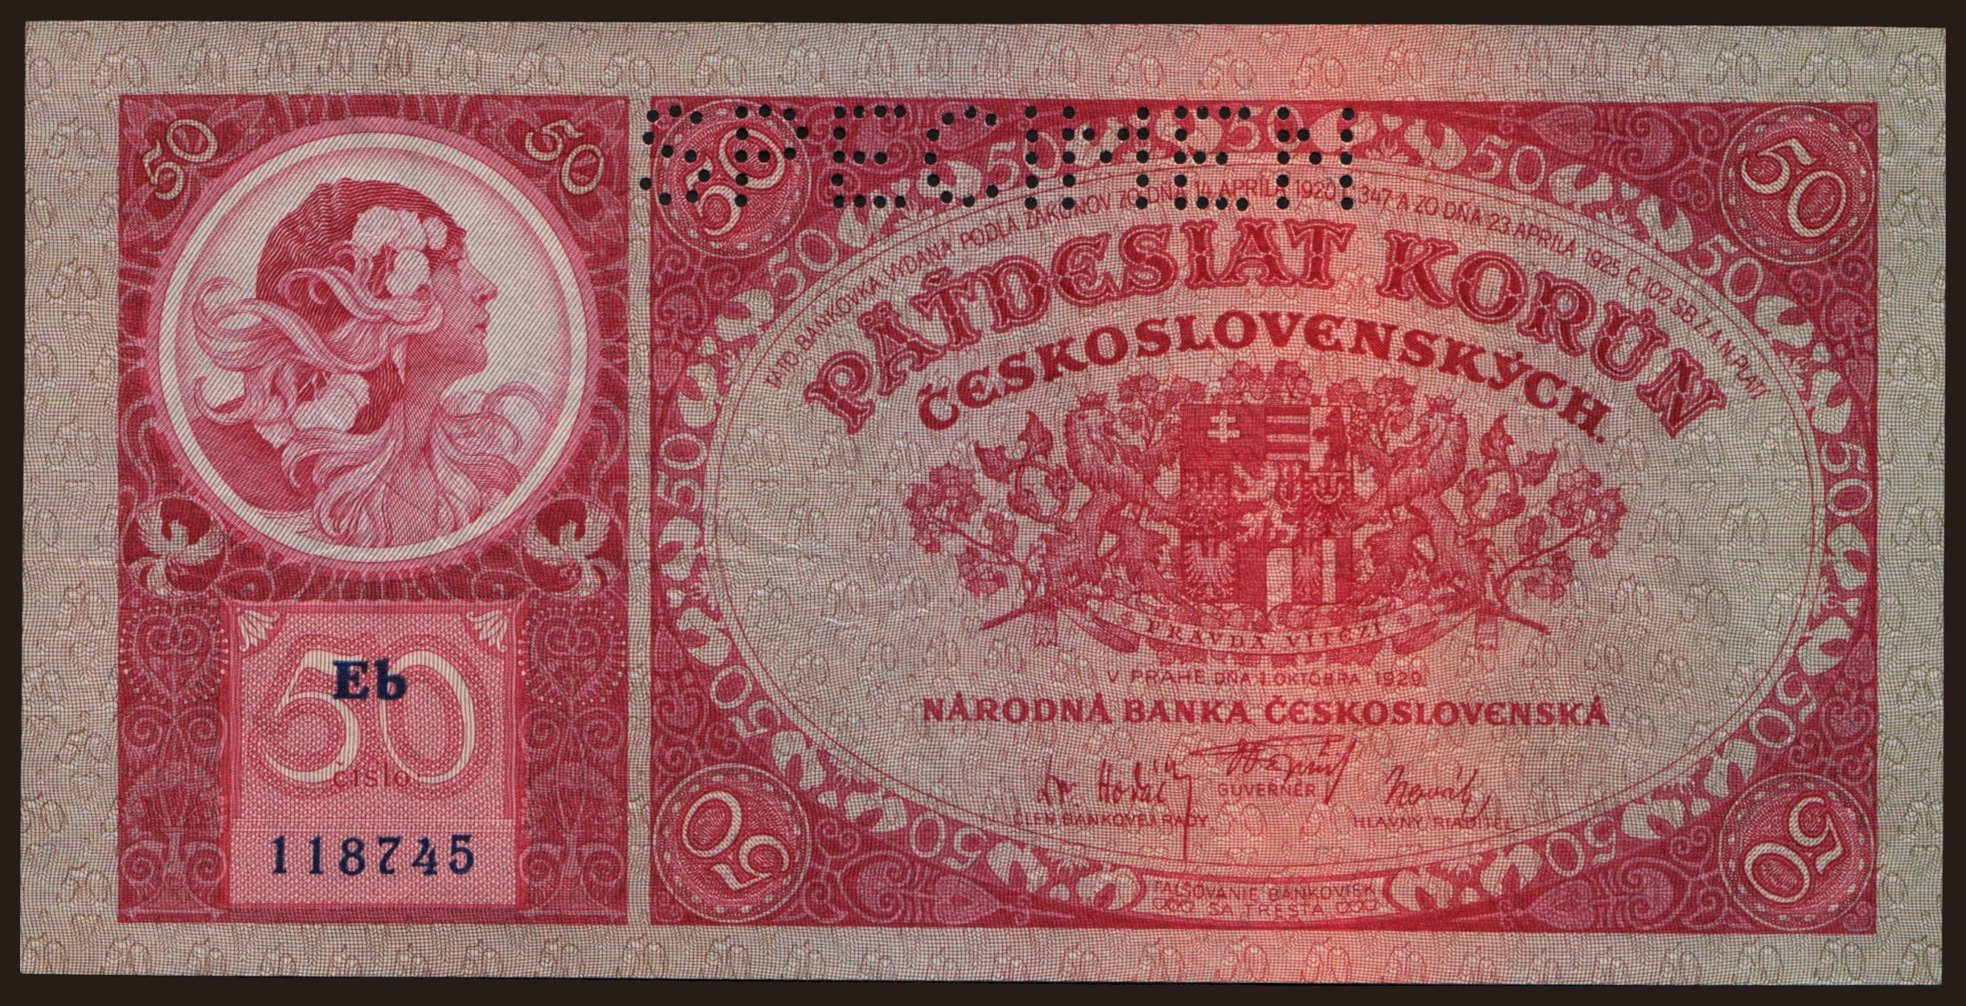 SPECIMEN
50 50 50 50
TÁTO BANKOVKA, VYDANÁ PODĽA ZÁKONOV ZO DŇA 14. APRÍLA 1920 Č. 347 A ZO DŇA 23. APRÍLA 1925 Č. 102 SB. Z. A N. PLATÍ
PÄŤDESIAT KORÚN
ČESKOSLOVENSKÝCH.
PRAVDA VÍTĚZÍ
V PRAHE, DŇA 1. OKTÓBRA 1929.
NÁRODNÁ BANKA ČESKOSLOVENSKÁ
GUVERNÉR
ČLEN BANKOVEJ RADY
HLAVNÝ RIADITEĽ
FALŠOVANIE BANKOVIEK
SA TRESTÁ
50
Eb
číslo
118745
50 50